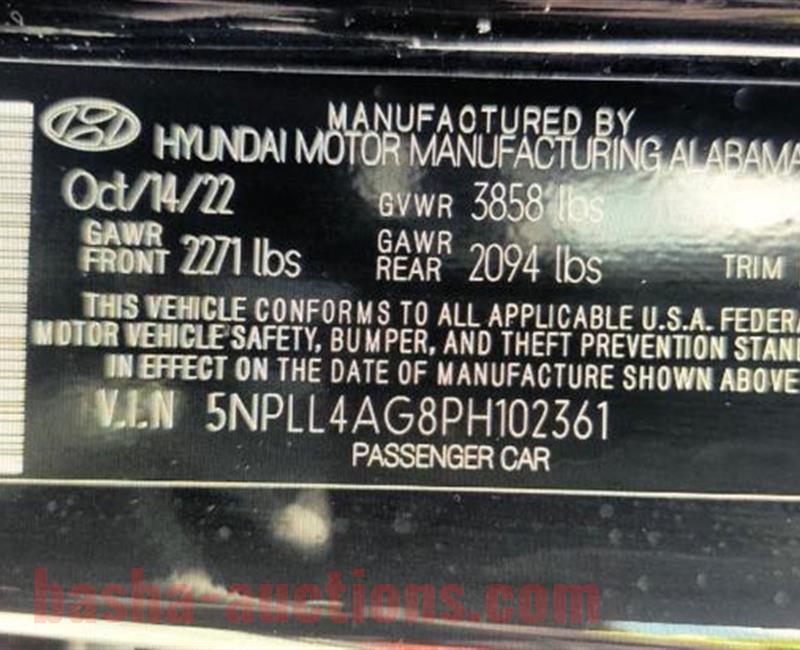 MANUFACTURED BY
HYUNDAI MOTOR MANUFACTURING ALABAMA
Oct/14/22 GVWR 3858 lbs
GAWR FRONT 2271 lbs GAWR REAR 2094 lbs TRIM
THIS VEHICLE CONFORMS TO ALL APPLICABLE U.S.A. FEDERA
MOTOR VEHICLE SAFETY, BUMPER, AND THEFT PREVENTION STAN
IN EFFECT ON THE DATE OF MANUFACTURE SHOWN ABOVE
V.I.N 5NPLL4AG8PH102361
PASSENGER CAR
basha-auctions.com